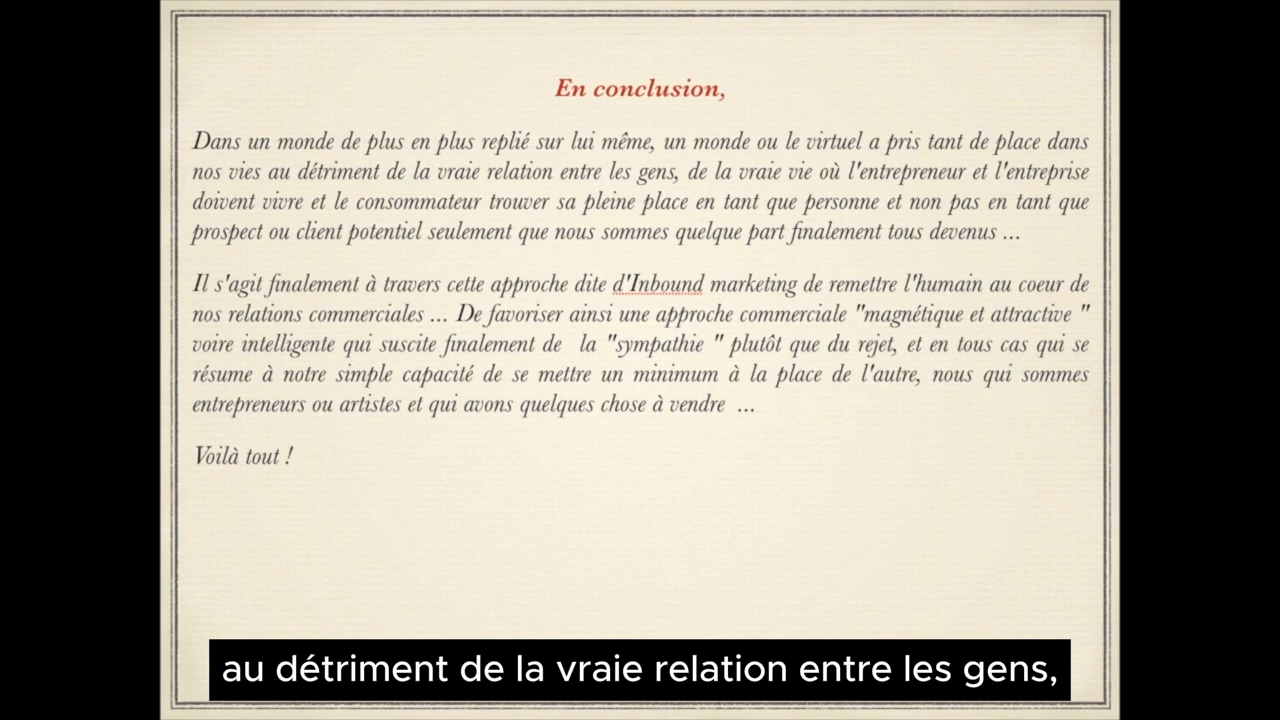 En conclusion,
Dans un monde de plus en plus replié sur lui même, un monde ou le virtuel a pris tant de place dans
nos vies au détriment de la vraie relation entre les gens, de la vraie vie où l'entrepreneur et l'entreprise
doivent vivre et le consommateur trouver sa pleine place en tant que personne et non pas en tant que
prospect ou client potentiel seulement que nous sommes quelque part finalement tous devenus ...
Il s'agit finalement à travers cette approche dite d'Inbound marketing de remettre l'humain au coeur de
nos relations commerciales ... De favoriser ainsi une approche commerciale "magnétique et attractive "
voire intelligente qui suscite finalement de  la "sympathie " plutôt que du rejet, et en tous cas qui se
résume à notre simple capacité de se mettre un minimum à la place de l'autre, nous qui sommes
entrepreneurs ou artistes et qui avons quelques chose à vendre  ...
Voilà tout !
au détriment de la vraie relation entre les gens,